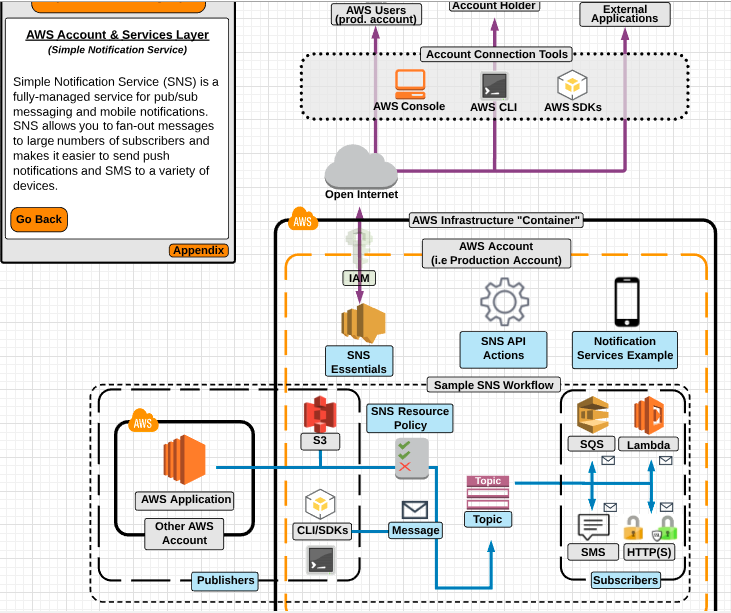 AWS Account & Services Layer
(Simple Notification Service)
Simple Notification Service (SNS) is a
fully-managed service for pub/sub
messaging and mobile notifications.
SNS allows you to fan-out messages
to large numbers of subscribers and
makes it easier to send push
notifications and SMS to a variety of
devices.
Go Back
Appendix
AWS Users
(prod. account)
Account Holder
External
Applications
Account Connection Tools
AWS Console
AWS CLI
AWS SDKs
Open Internet
AWS
AWS Infrastructure "Container"
AWS Account
(i.e Production Account)
IAM
SNS
Essentials
SNS API
Actions
Notification
Services Example
Sample SNS Workflow
AWS
AWS Application
Other AWS
Account
S3
CLI/SDKs
Publishers
SNS Resource
Policy
Message
Topic
Topic
SQS
Lambda
SMS
HTTP(S)
Subscribers